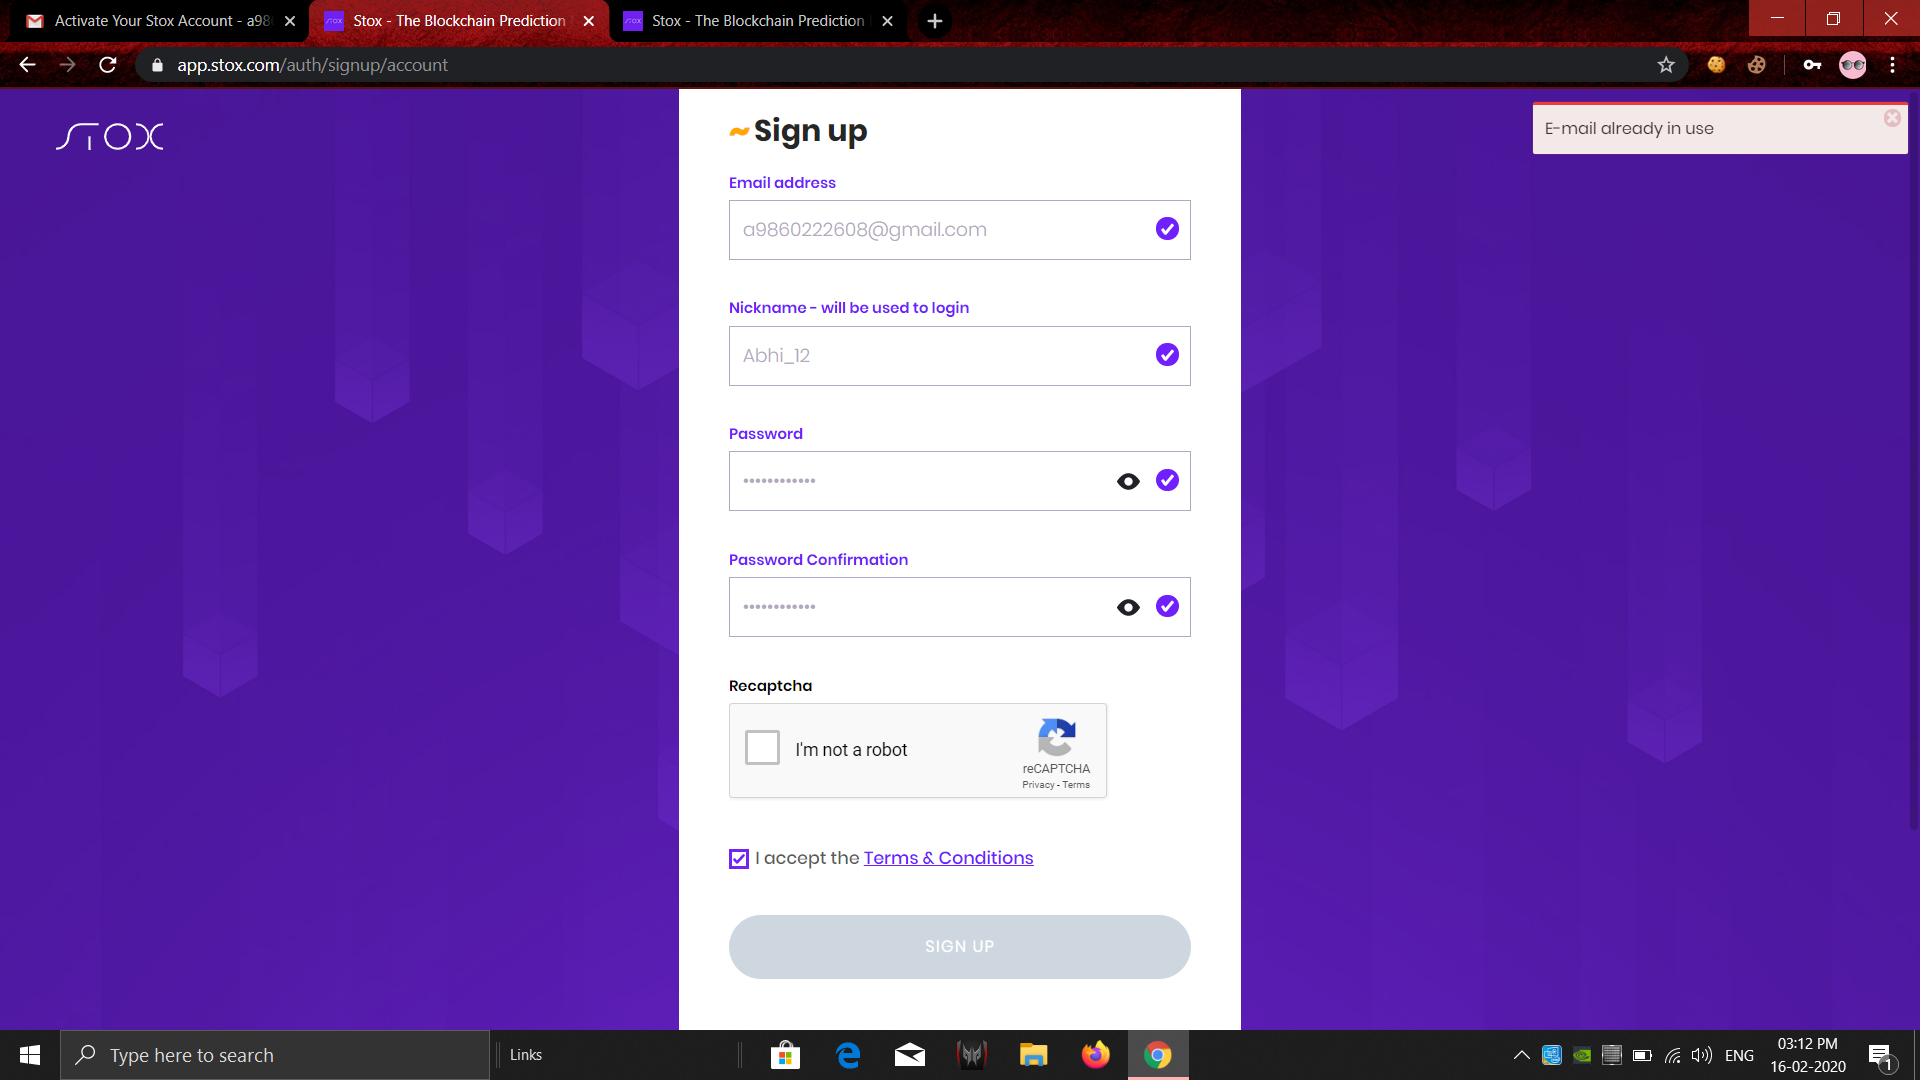 Activate Your Stox Account - a98
Stox - The Blockchain Prediction
Stox - The Blockchain Prediction
app.stox.com/auth/signup/account
STOX
Sign up
E-mail already in use
Email address
a9860222608@gmail.com
Nickname - will be used to login
Abhi_12
Password
Password Confirmation
Recaptcha
I'm not a robot
reCAPTCHA
Privacy - Terms
I accept the Terms & Conditions
SIGN UP
Type here to search
Links
ENG
03:12 PM
16-02-2020
1